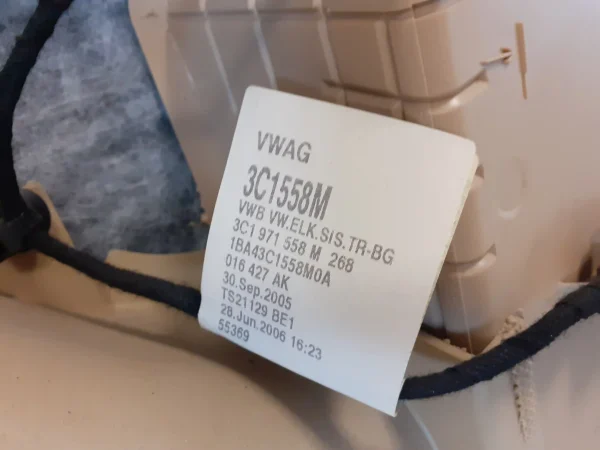 VWAG
3C1558M
VWB VW.ELK.SIS.TR-BG
3C1 971 558 M 268
1BA43C1558M0A
016 427 AK
30.Sep.2005
TS21129 BE1
28.Jun.2006 16:23
55369